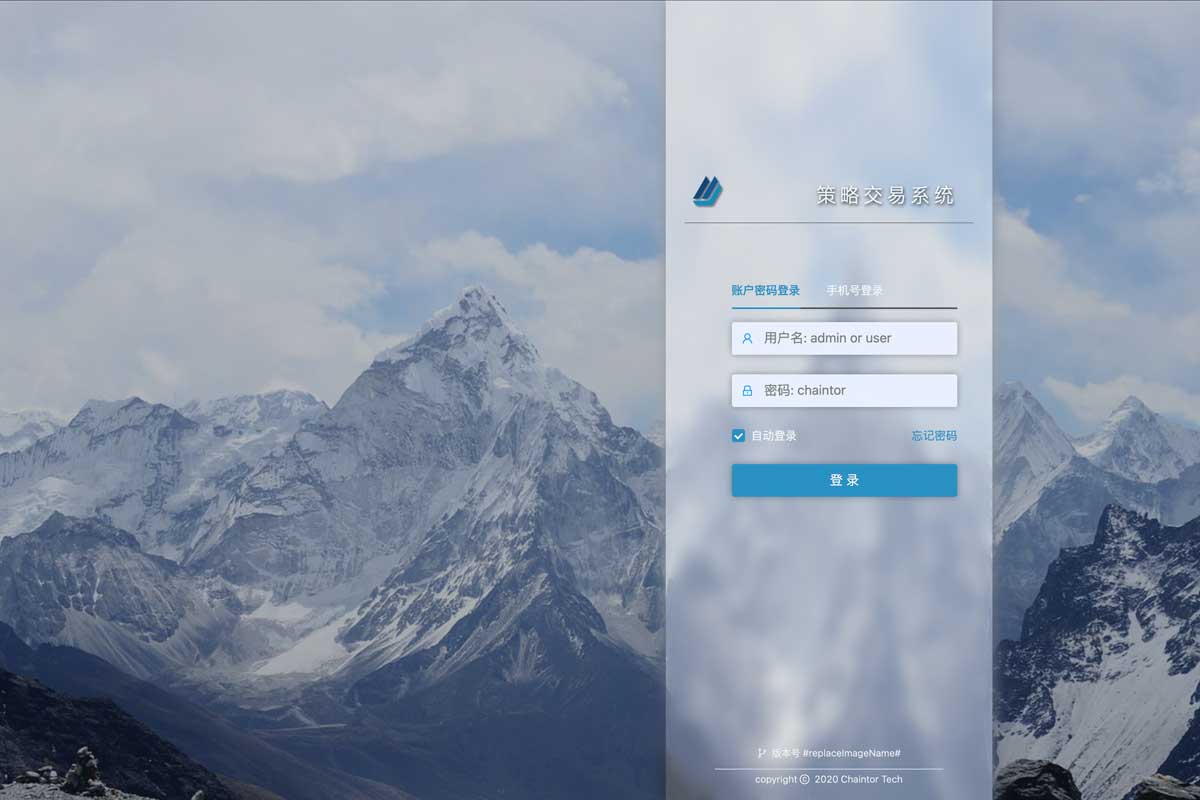 策略交易系统
账户密码登录 手机号登录
用户名: admin or user
密码: chaintor
自动登录 忘记密码
登 录
版本号 #replaceImageName#
copyright © 2020 Chaintor Tech